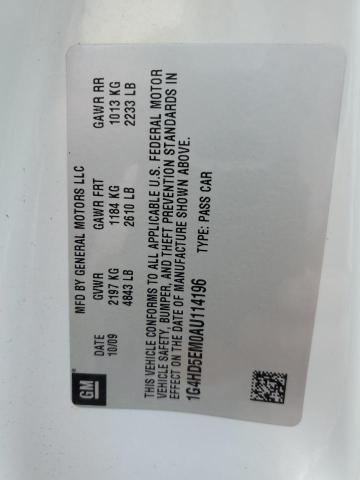 GM
MFD BY GENERAL MOTORS LLC
DATE GVWR GAWR FRT GAWR RR
10/09 2197 KG 1184 KG 1013 KG
4843 LB 2610 LB 2233 LB
THIS VEHICLE CONFORMS TO ALL APPLICABLE U.S. FEDERAL MOTOR
VEHICLE SAFETY, BUMPER, AND THEFT PREVENTION STANDARDS IN
EFFECT ON THE DATE OF MANUFACTURE SHOWN ABOVE.
1G4HD5EM0AU114196 TYPE: PASS CAR